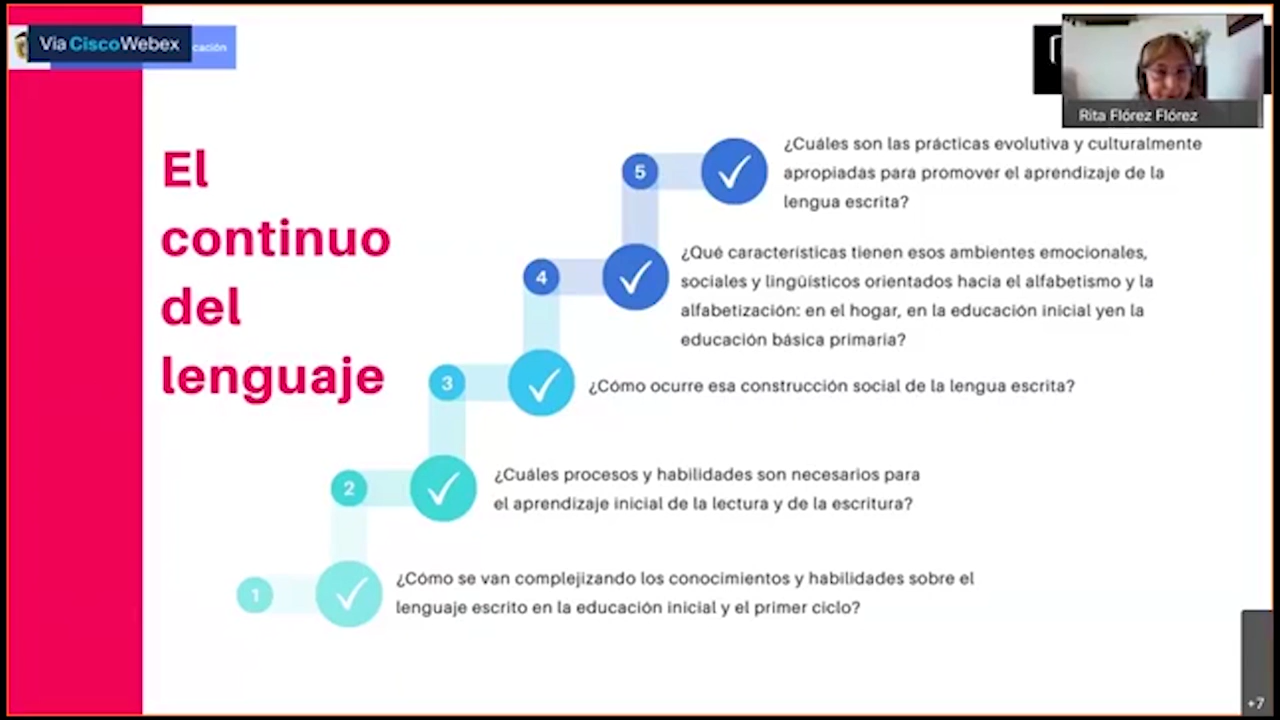 Via CiscoWebex
cación
Rita Flórez Flórez
El
continuo
del
lenguaje
5
¿Cuáles son las prácticas evolutiva y culturalmente
apropiadas para promover el aprendizaje de la
lengua escrita?
4
¿Qué características tienen esos ambientes emocionales,
sociales y lingüísticos orientados hacia el alfabetismo y la
alfabetización: en el hogar, en la educación inicial yen la
educación básica primaria?
3
¿Cómo ocurre esa construcción social de la lengua escrita?
2
¿Cuáles procesos y habilidades son necesarios para
el aprendizaje inicial de la lectura y de la escritura?
1
¿Cómo se van complejizando los conocimientos y habilidades sobre el
lenguaje escrito en la educación inicial y el primer ciclo?
+7